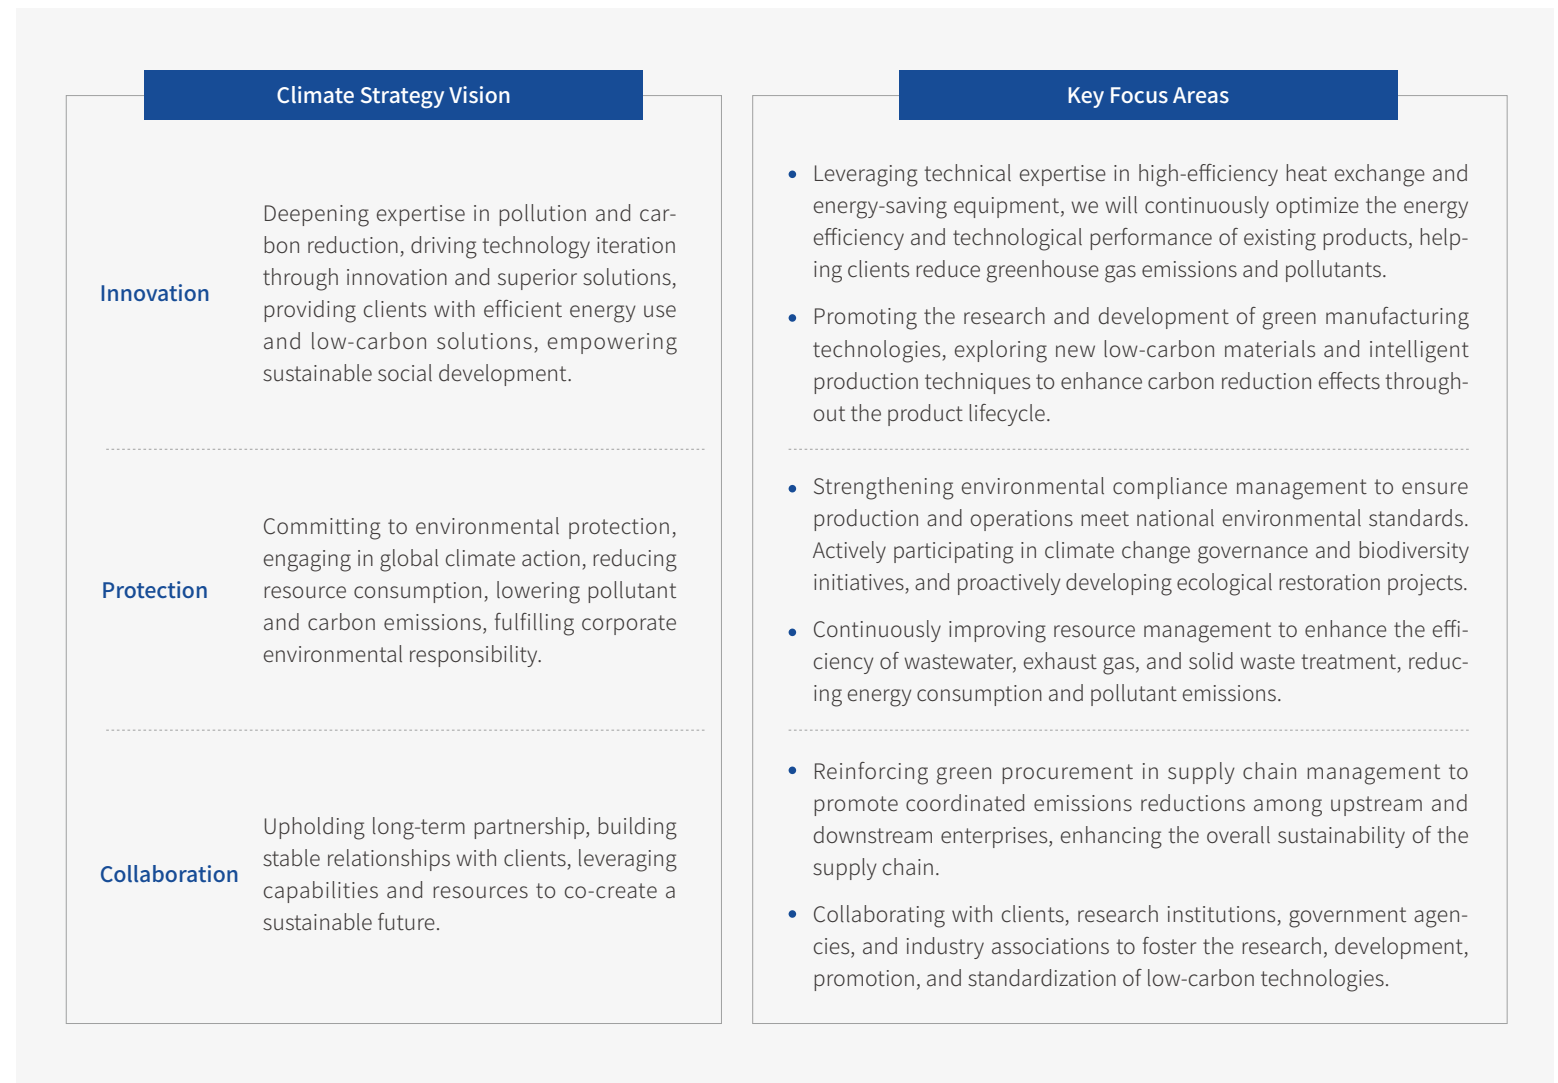 Climate Strategy Vision
Innovation
Deepening expertise in pollution and car-
bon reduction, driving technology iteration
through innovation and superior solutions,
providing clients with efficient energy use
and low-carbon solutions, empowering
sustainable social development.
Protection
Committing to environmental protection,
engaging in global climate action, reducing
resource consumption, lowering pollutant
and carbon emissions, fulfilling corporate
environmental responsibility.
Collaboration
Upholding long-term partnership, building
stable relationships with clients, leveraging
capabilities and resources to co-create a
sustainable future.
Key Focus Areas
• Leveraging technical expertise in high-efficiency heat exchange and
energy-saving equipment, we will continuously optimize the energy
efficiency and technological performance of existing products, help-
ing clients reduce greenhouse gas emissions and pollutants.
• Promoting the research and development of green manufacturing
technologies, exploring new low-carbon materials and intelligent
production techniques to enhance carbon reduction effects through-
out the product lifecycle.
• Strengthening environmental compliance management to ensure
production and operations meet national environmental standards.
Actively participating in climate change governance and biodiversity
initiatives, and proactively developing ecological restoration projects.
• Continuously improving resource management to enhance the effi-
ciency of wastewater, exhaust gas, and solid waste treatment, reduc-
ing energy consumption and pollutant emissions.
• Reinforcing green procurement in supply chain management to
promote coordinated emissions reductions among upstream and
downstream enterprises, enhancing the overall sustainability of the
supply chain.
• Collaborating with clients, research institutions, government agen-
cies, and industry associations to foster the research, development,
promotion, and standardization of low-carbon technologies.